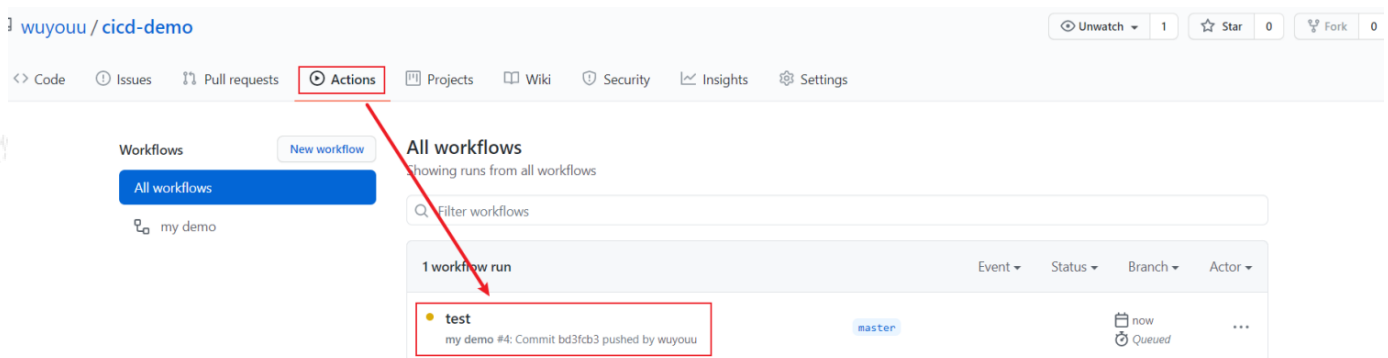 wuyouu / cicd-demo
Unwatch 1 Star 0 Fork 0
Code Issues Pull requests Actions Projects Wiki Security Insights Settings
Workflows New workflow
All workflows
my demo
All workflows
Showing runs from all workflows
Filter workflows
1 workflow run Event Status Branch Actor
test master now
my demo #4: Commit bd3fcb3 pushed by wuyouu Queued